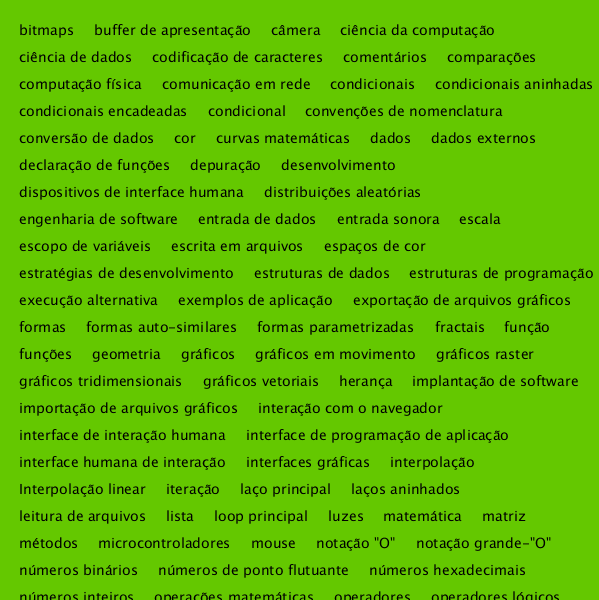 bitmaps buffer de apresentação câmera ciência da computação
ciência de dados codificação de caracteres comentários comparações
computação física comunicação em rede condicionais condicionais aninhadas
condicionais encadeadas condicional convenções de nomenclatura
conversão de dados cor curvas matemáticas dados dados externos
declaração de funções depuração desenvolvimento
dispositivos de interface humana distribuições aleatórias
engenharia de software entrada de dados entrada sonora escala
escopo de variáveis escrita em arquivos espaços de cor
estratégias de desenvolvimento estruturas de dados estruturas de programação
execução alternativa exemplos de aplicação exportação de arquivos gráficos
formas formas auto-similares formas parametrizadas fractais função
funções geometria gráficos gráficos em movimento gráficos raster
gráficos tridimensionais gráficos vetoriais herança implantação de software
importação de arquivos gráficos interação com o navegador
interface de interação humana interface de programação de aplicação
interface humana de interação interfaces gráficas interpolação
Interpolação linear iteração laço principal laços aninhados
leitura de arquivos lista loop principal luzes matemática matriz
métodos microcontroladores mouse notação "O" notação grande-"O"
números binários números de ponto flutuante números hexadecimais
números inteiros operações matemáticas operadores operadores lógicos